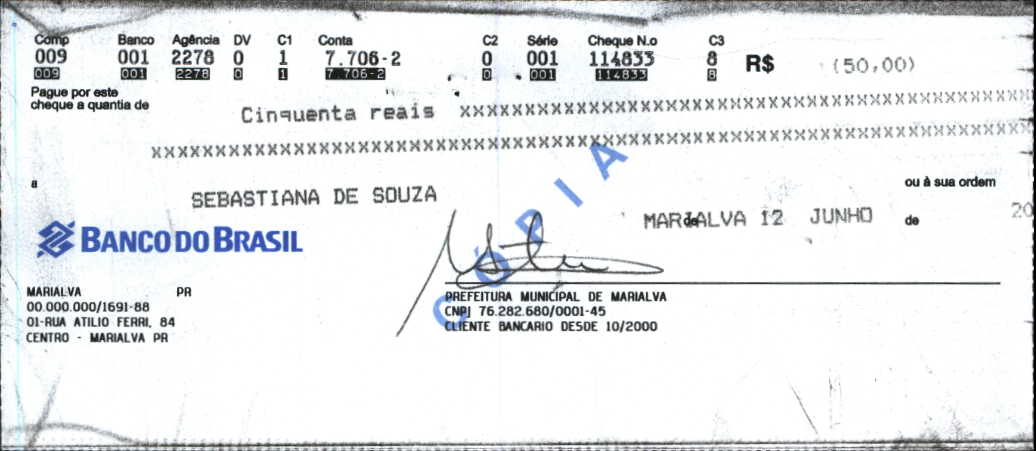 Comp Banco Agência DV C1 Conta C2 Série Cheque N.o C3
009 001 2278 0 1 7.706-2 0 001 114833 8 R$ (50,00)
009 001 2278 0 1 7.706-2 0 001 114833 8
Pague por este
cheque a quantia de
Cinquenta reais xxxxxxxxxxxxxxxxxxxxxxxxxxxxxxxxxxxxxxxxxxxx
xxxxxxxxxxxxxxxxxxxxxxxxxxxxxxxxxxxxxxxxxxxxxxxxxxxxxxxxxxxxxxxxxxxx
a SEBASTIANA DE SOUZA ou à sua ordem
MARIALVA de 12 JUNHO de 20
BANCO DO BRASIL
CÓPIA
MARIALVA PR
00.000.000/1691-88
01-RUA ATILIO FERRI, 84
CENTRO - MARIALVA PR
PREFEITURA MUNICIPAL DE MARIALVA
CNPJ 76.282.680/0001-45
CLIENTE BANCARIO DESDE 10/2000